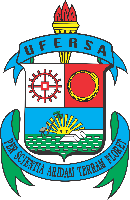 UFERSA
PER SCIENTIA ARIDAM TERRAM FLORET